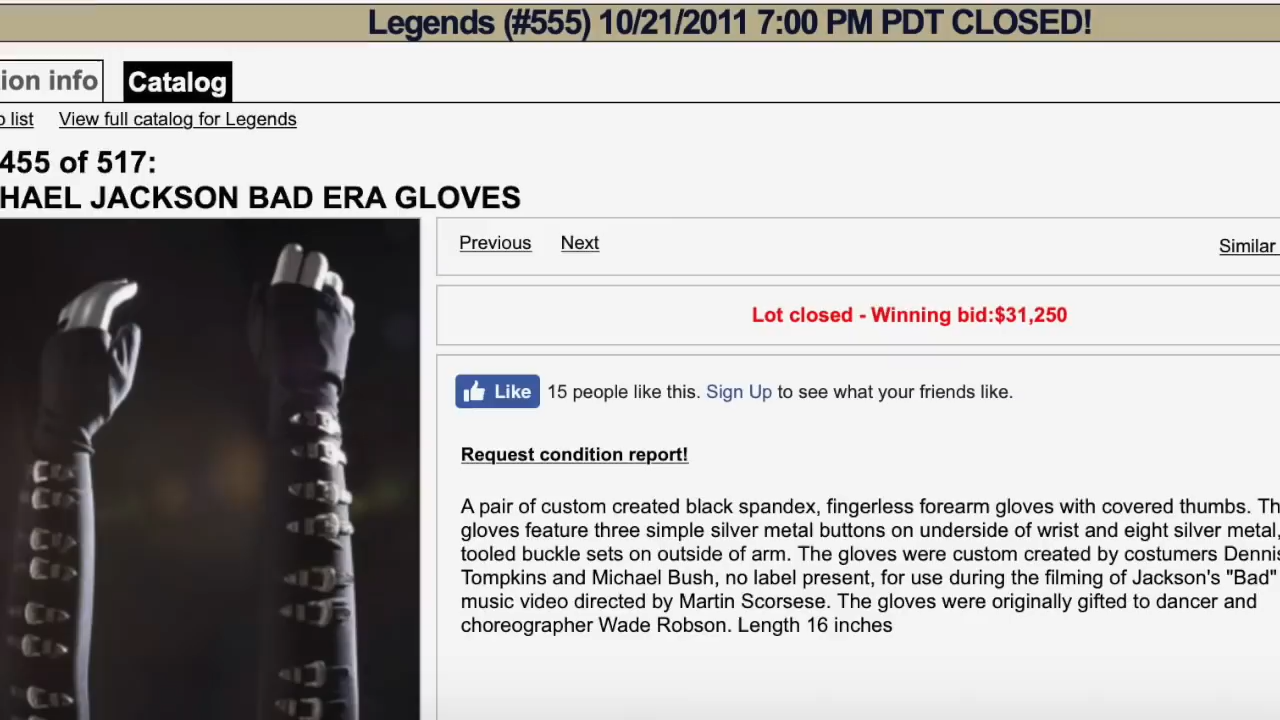 Legends (#555) 10/21/2011 7:00 PM PDT CLOSED!
ion info Catalog
list View full catalog for Legends
455 of 517:
HAEL JACKSON BAD ERA GLOVES
Previous Next Similar
Lot closed - Winning bid:$31,250
Like 15 people like this. Sign Up to see what your friends like.
Request condition report!
A pair of custom created black spandex, fingerless forearm gloves with covered thumbs. Th
gloves feature three simple silver metal buttons on underside of wrist and eight silver metal,
tooled buckle sets on outside of arm. The gloves were custom created by costumers Dennis
Tompkins and Michael Bush, no label present, for use during the filming of Jackson's "Bad"
music video directed by Martin Scorsese. The gloves were originally gifted to dancer and
choreographer Wade Robson. Length 16 inches